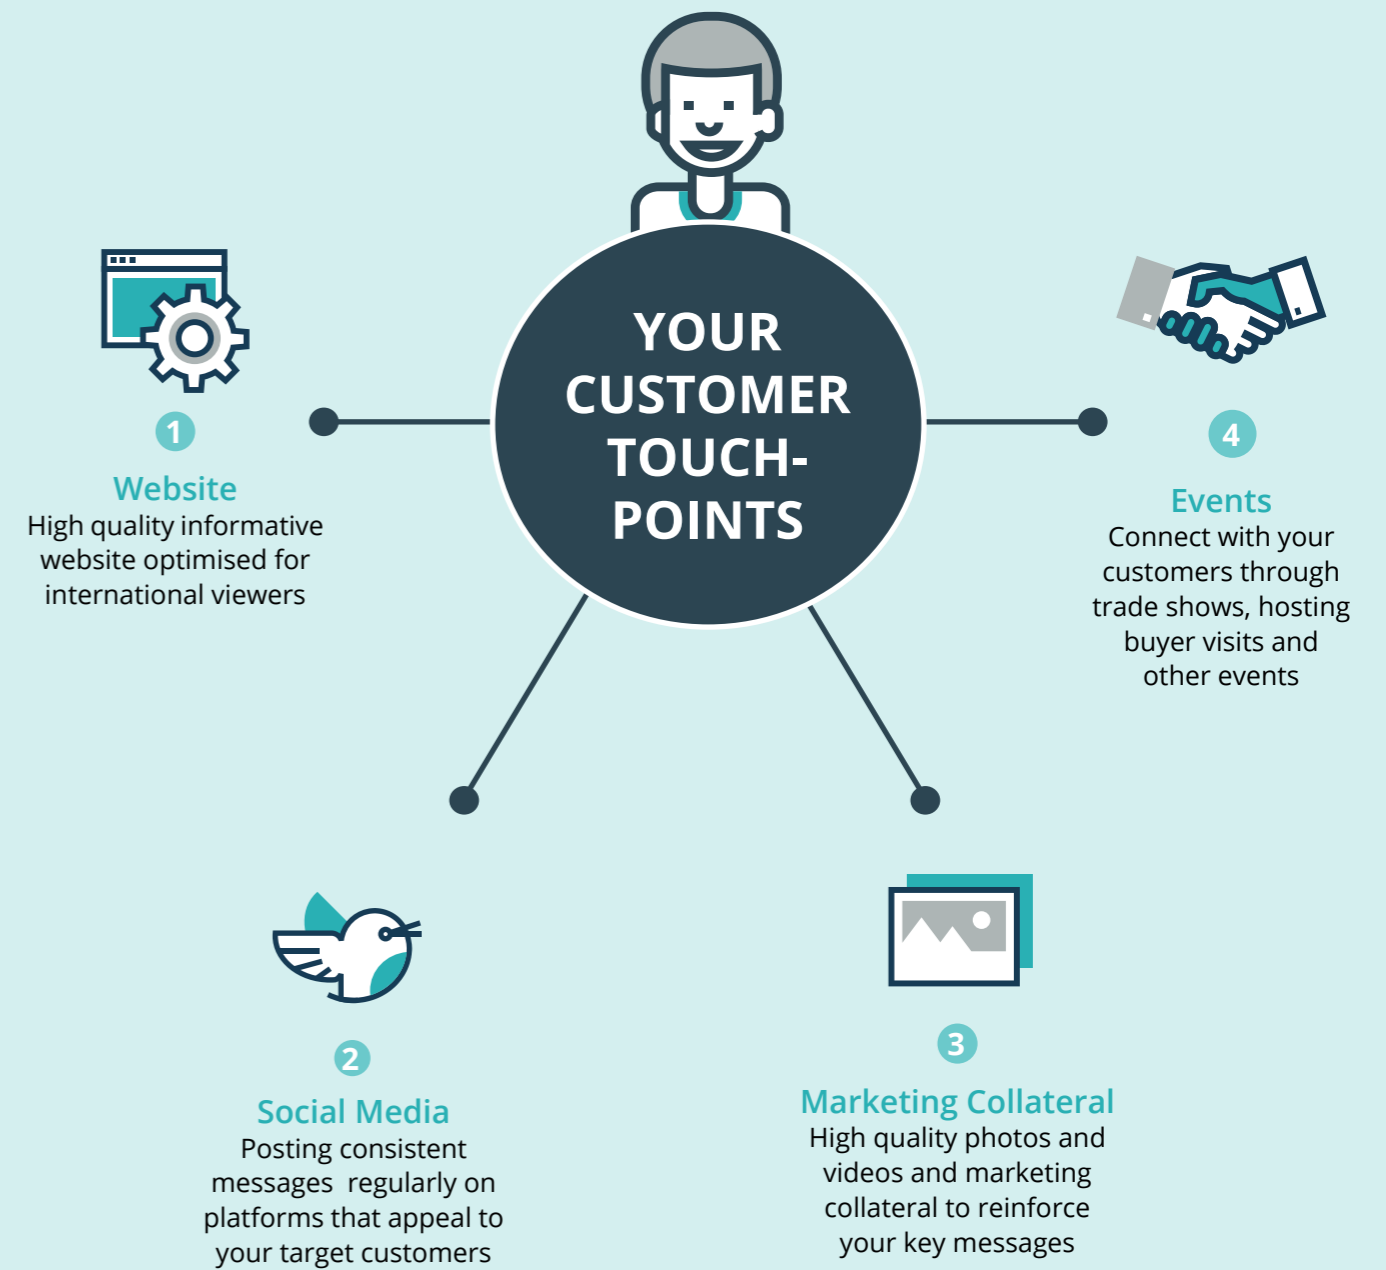 YOUR
CUSTOMER
TOUCH-
POINTS
1
Website
High quality informative
website optimised for
international viewers
2
Social Media
Posting consistent
messages  regularly on
platforms that appeal to
your target customers
3
Marketing Collateral
High quality photos and
videos and marketing
collateral to reinforce
your key messages
4
Events
Connect with your
customers through
trade shows, hosting
buyer visits and
other events